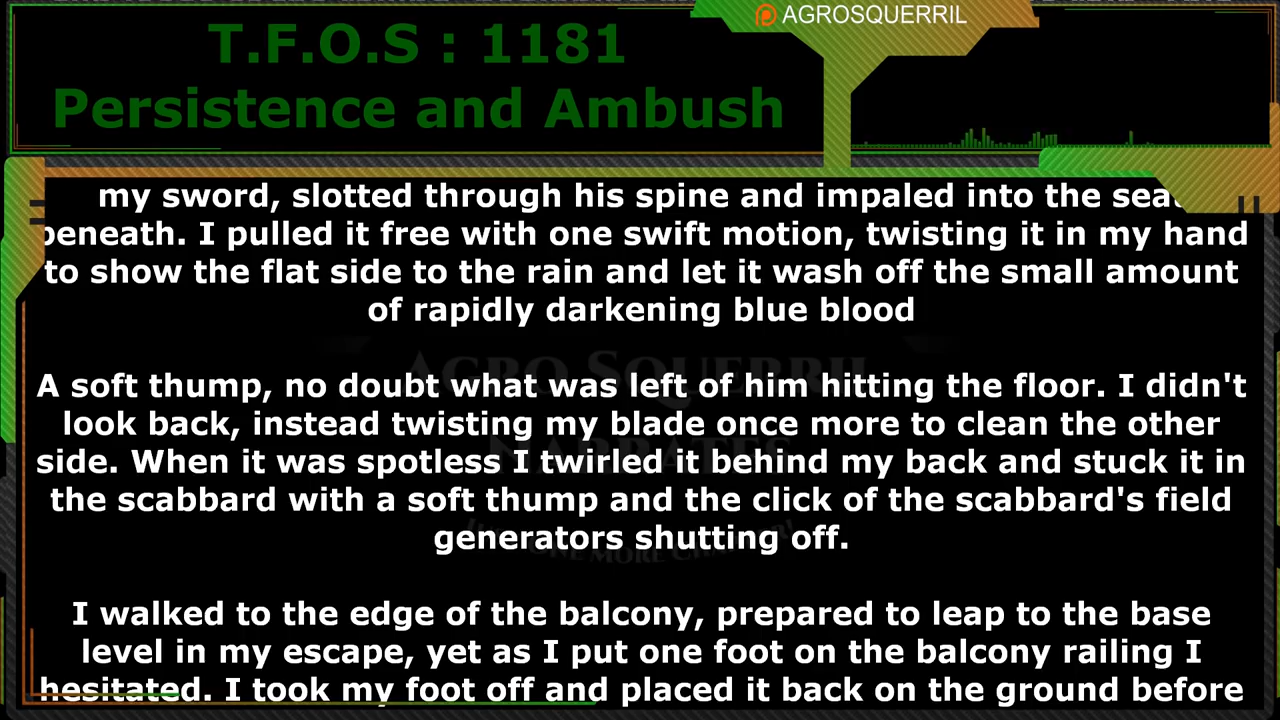 AGROSQUERRIL
T.F.O.S : 1181
Persistence and Ambush
my sword, slotted through his spine and impaled into the seat
beneath. I pulled it free with one swift motion, twisting it in my hand
to show the flat side to the rain and let it wash off the small amount
of rapidly darkening blue blood
A soft thump, no doubt what was left of him hitting the floor. I didn't
look back, instead twisting my blade once more to clean the other
side. When it was spotless I twirled it behind my back and stuck it in
the scabbard with a soft thump and the click of the scabbard's field
generators shutting off.
I walked to the edge of the balcony, prepared to leap to the base
level in my escape, yet as I put one foot on the balcony railing I
hesitated. I took my foot off and placed it back on the ground before
Agro Squerril
Narrates